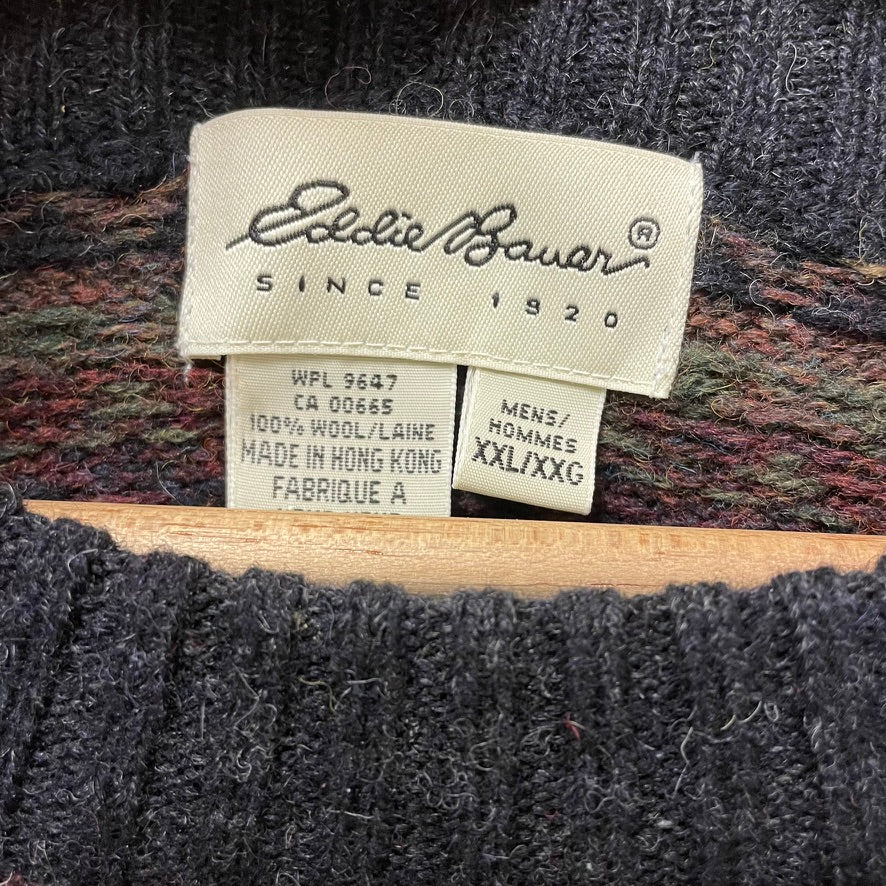 Eddie Bauer®
SINCE 1920
WPL 9647
CA 00665
100% WOOL/LAINE
MADE IN HONG KONG
FABRIQUE A
MENS/
HOMMES
XXL/XXG